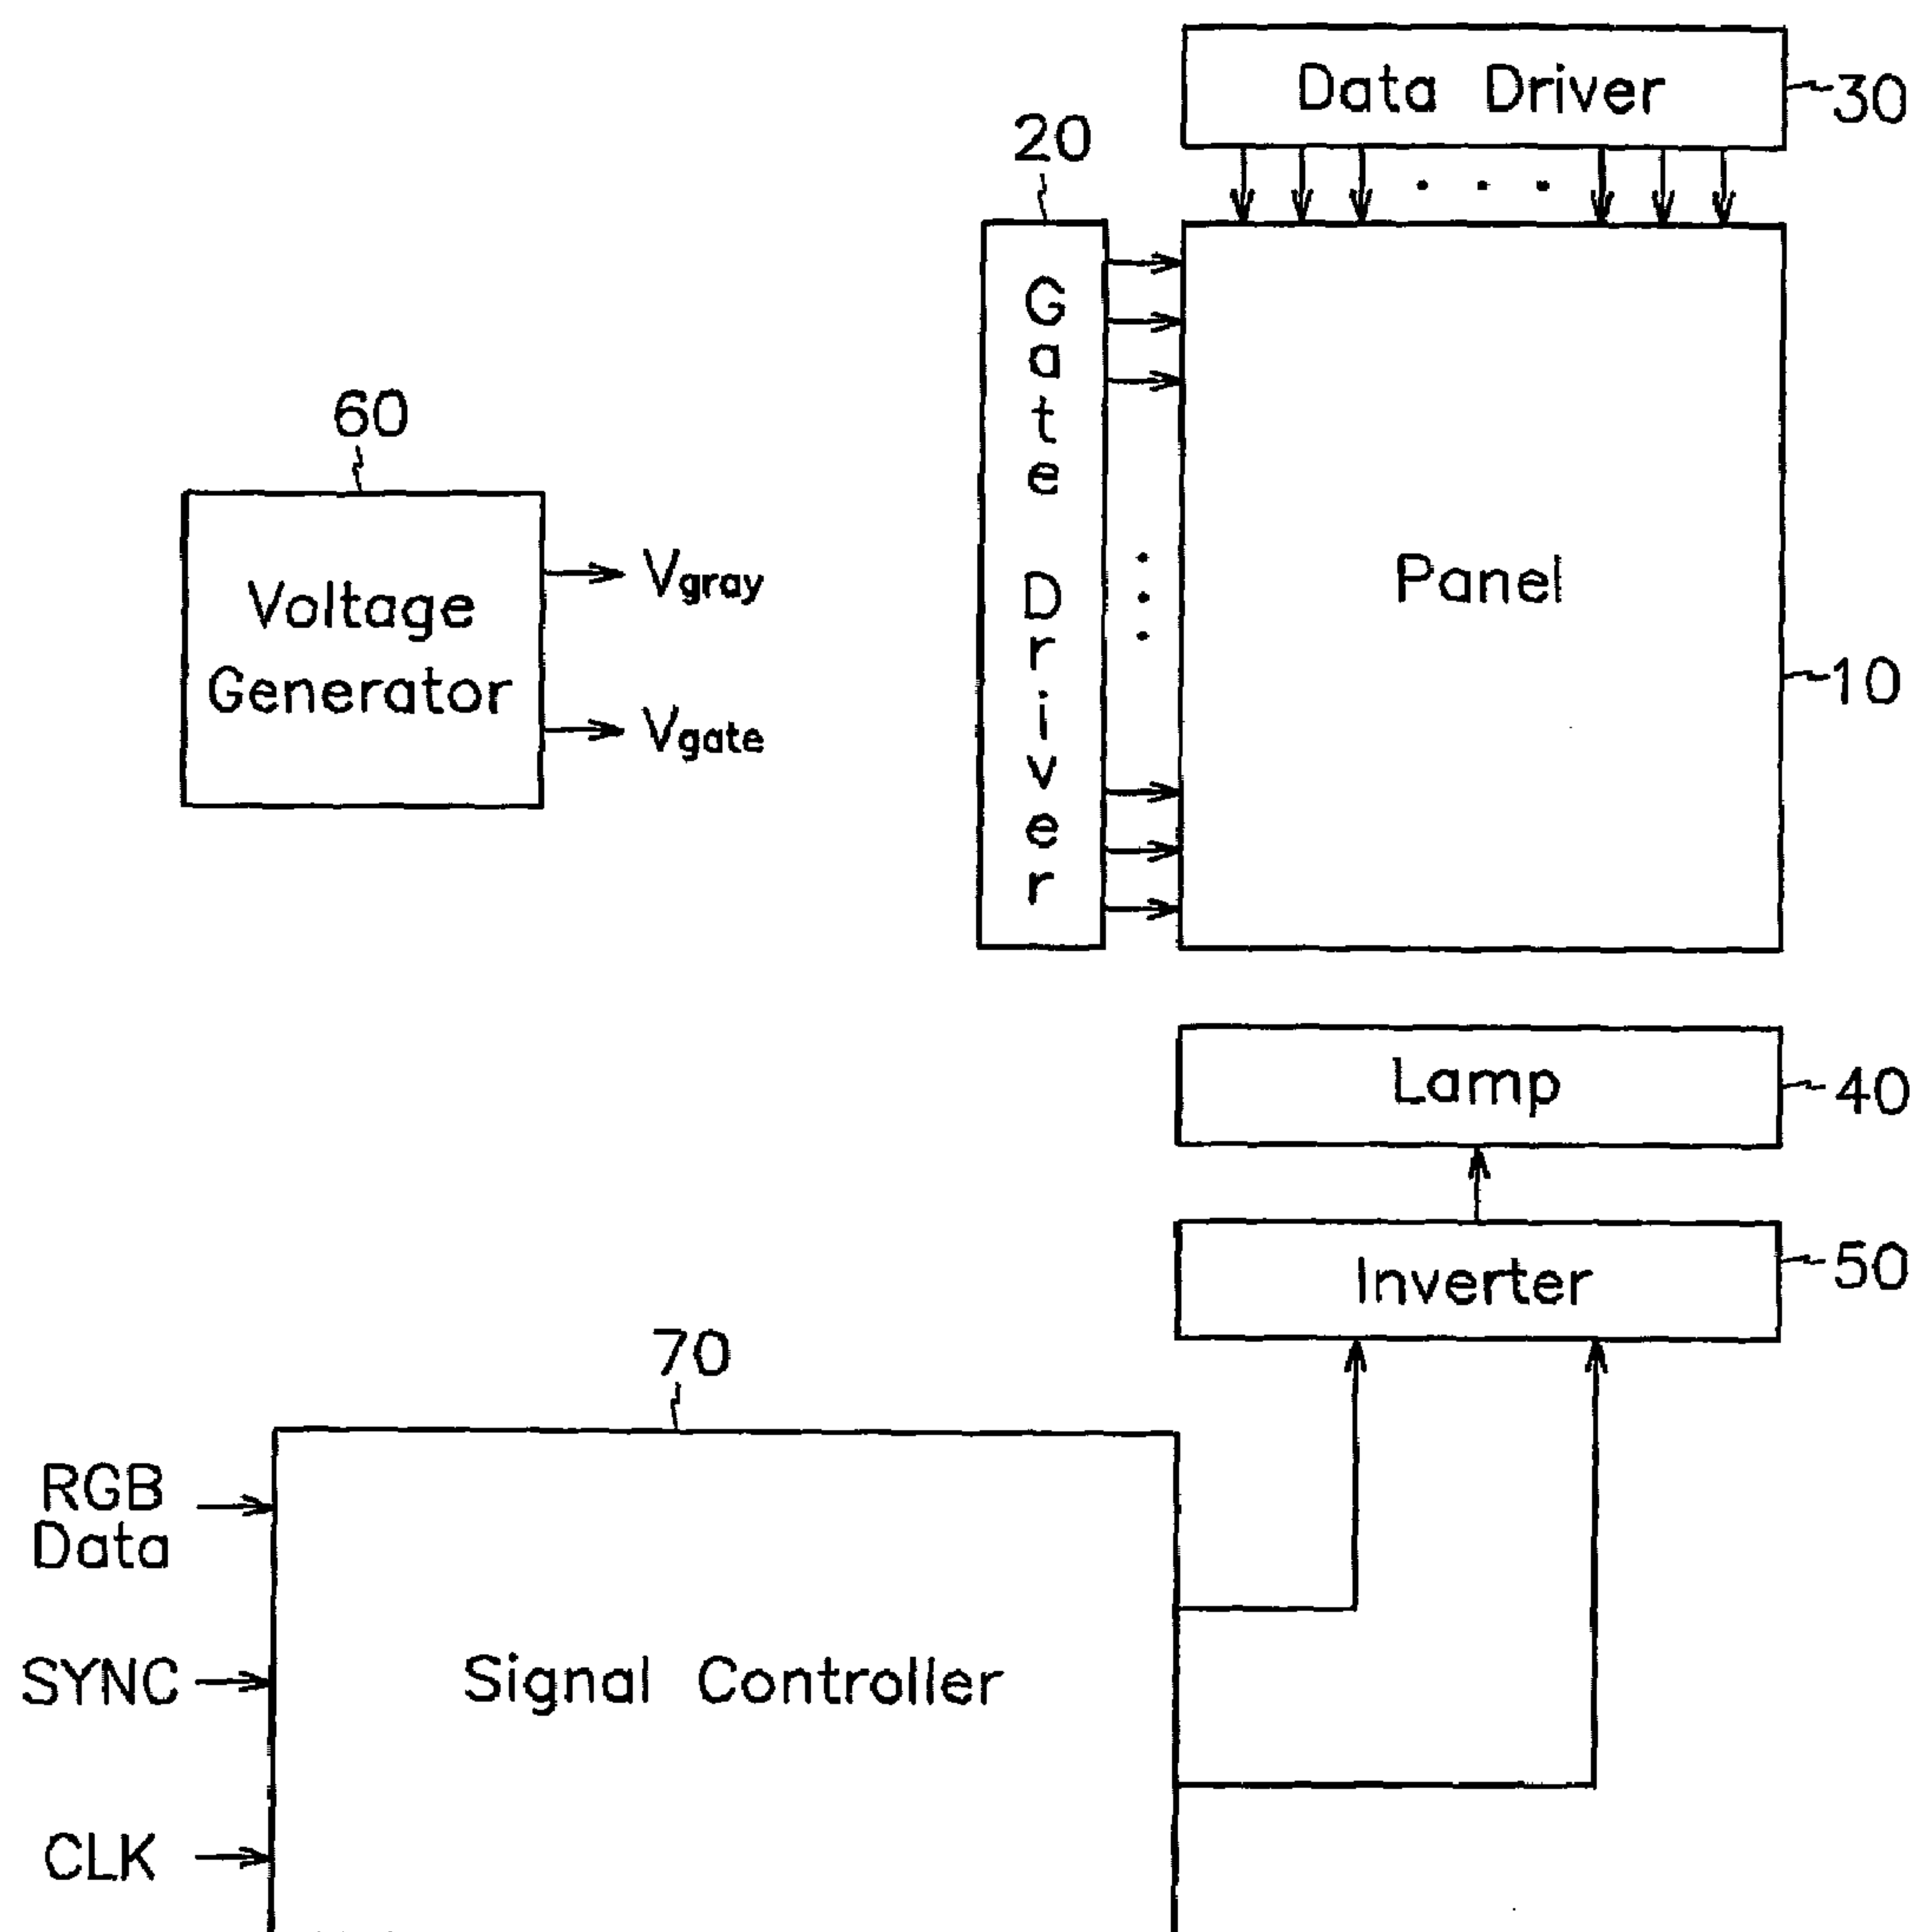 Data Driver
30
20
Gate Driver
60
Voltage
Generator
Vgray
Vgate
Panel
10
Lamp
40
Inverter
50
70
RGB
Data
SYNC
Signal Controller
CLK